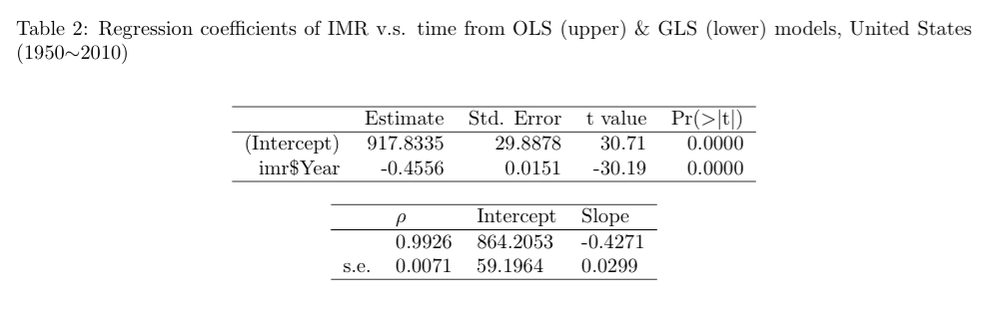 Table 2: Regression coefficients of IMR v.s. time from OLS (upper) & GLS (lower) models, United States
(1950∼2010)
Estimate Std. Error t value Pr(>|t|)
(Intercept) 917.8335 29.8878 30.71 0.0000
imr$Year -0.4556 0.0151 -30.19 0.0000
ρ Intercept Slope
0.9926 864.2053 -0.4271
s.e. 0.0071 59.1964 0.0299